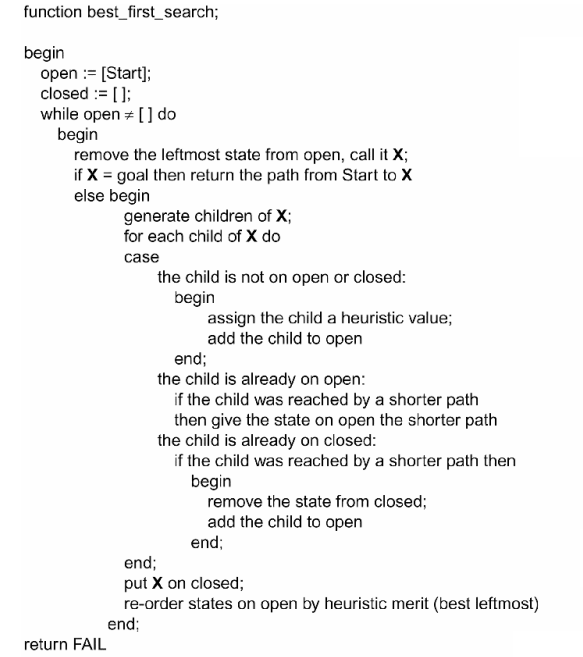 function best_first_search;
begin
open := [Start];
closed := [ ];
while open ≠ [ ] do
begin
remove the leftmost state from open, call it X;
if X = goal then return the path from Start to X
else begin
generate children of X;
for each child of X do
case
the child is not on open or closed:
begin
assign the child a heuristic value;
add the child to open
end;
the child is already on open:
if the child was reached by a shorter path
then give the state on open the shorter path
the child is already on closed:
if the child was reached by a shorter path then
begin
remove the state from closed;
add the child to open
end;
end;
put X on closed;
re-order states on open by heuristic merit (best leftmost)
end;
return FAIL